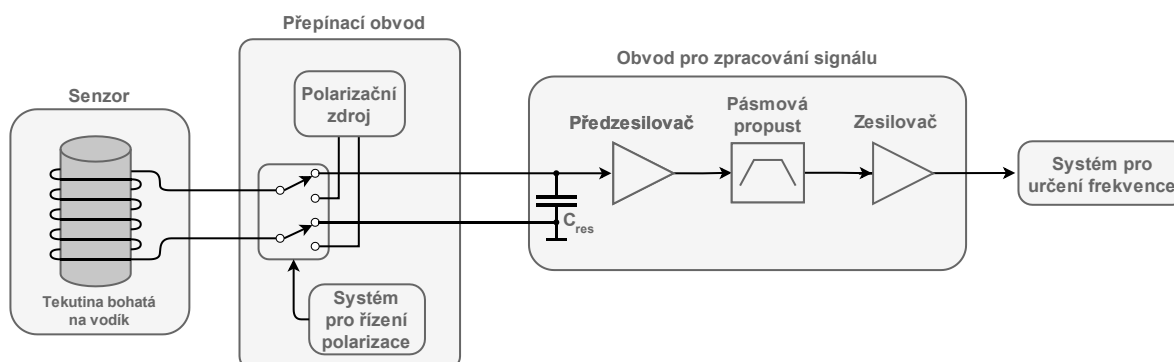 Přepínací obvod
Obvod pro zpracování signálu
Senzor
Polarizační
zdroj
Předzesilovač
Pásmová
propust
Zesilovač
Systém pro
určení frekvence
C_res
Tekutina bohatá
na vodík
Systém
pro řízení
polarizace